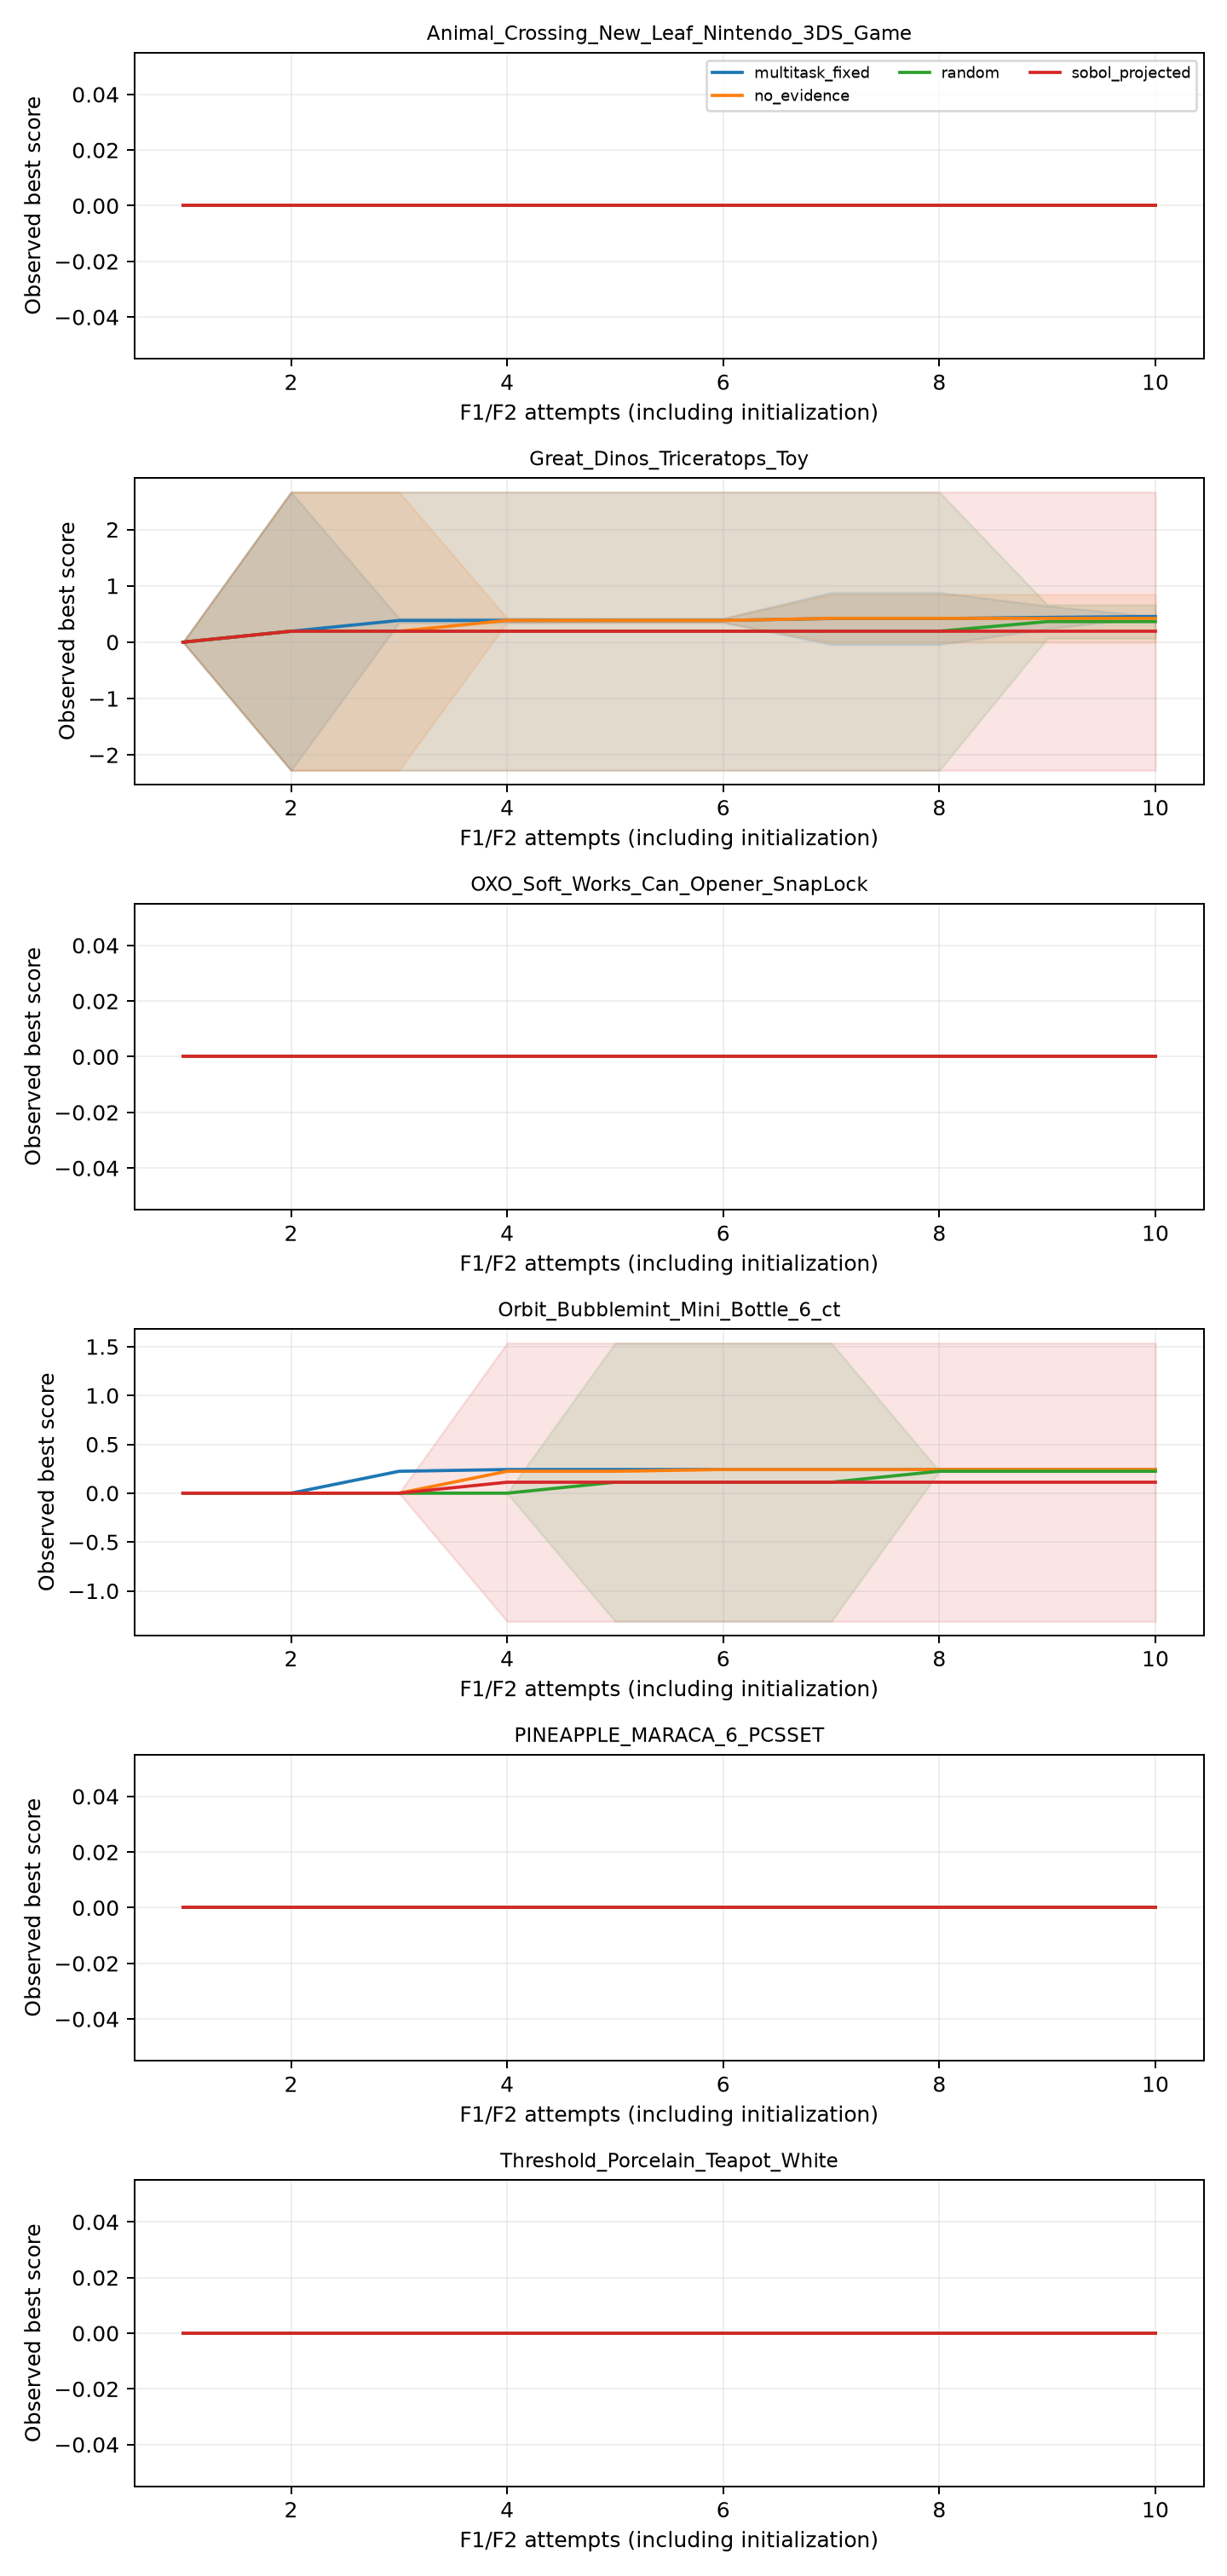 Animal_Crossing_New_Leaf_Nintendo_3DS_Game
multitask_fixed
no_evidence
random
sobol_projected
Observed best score
0.04
0.02
0.00
−0.02
−0.04
2 4 6 8 10
F1/F2 attempts (including initialization)
Great_Dinos_Triceratops_Toy
Observed best score
2
1
0
−1
−2
2 4 6 8 10
F1/F2 attempts (including initialization)
OXO_Soft_Works_Can_Opener_SnapLock
Observed best score
0.04
0.02
0.00
−0.02
−0.04
2 4 6 8 10
F1/F2 attempts (including initialization)
Orbit_Bubblemint_Mini_Bottle_6_ct
Observed best score
1.5
1.0
0.5
0.0
−0.5
−1.0
2 4 6 8 10
F1/F2 attempts (including initialization)
PINEAPPLE_MARACA_6_PCSSET
Observed best score
0.04
0.02
0.00
−0.02
−0.04
2 4 6 8 10
F1/F2 attempts (including initialization)
Threshold_Porcelain_Teapot_White
Observed best score
0.04
0.02
0.00
−0.02
−0.04
2 4 6 8 10
F1/F2 attempts (including initialization)